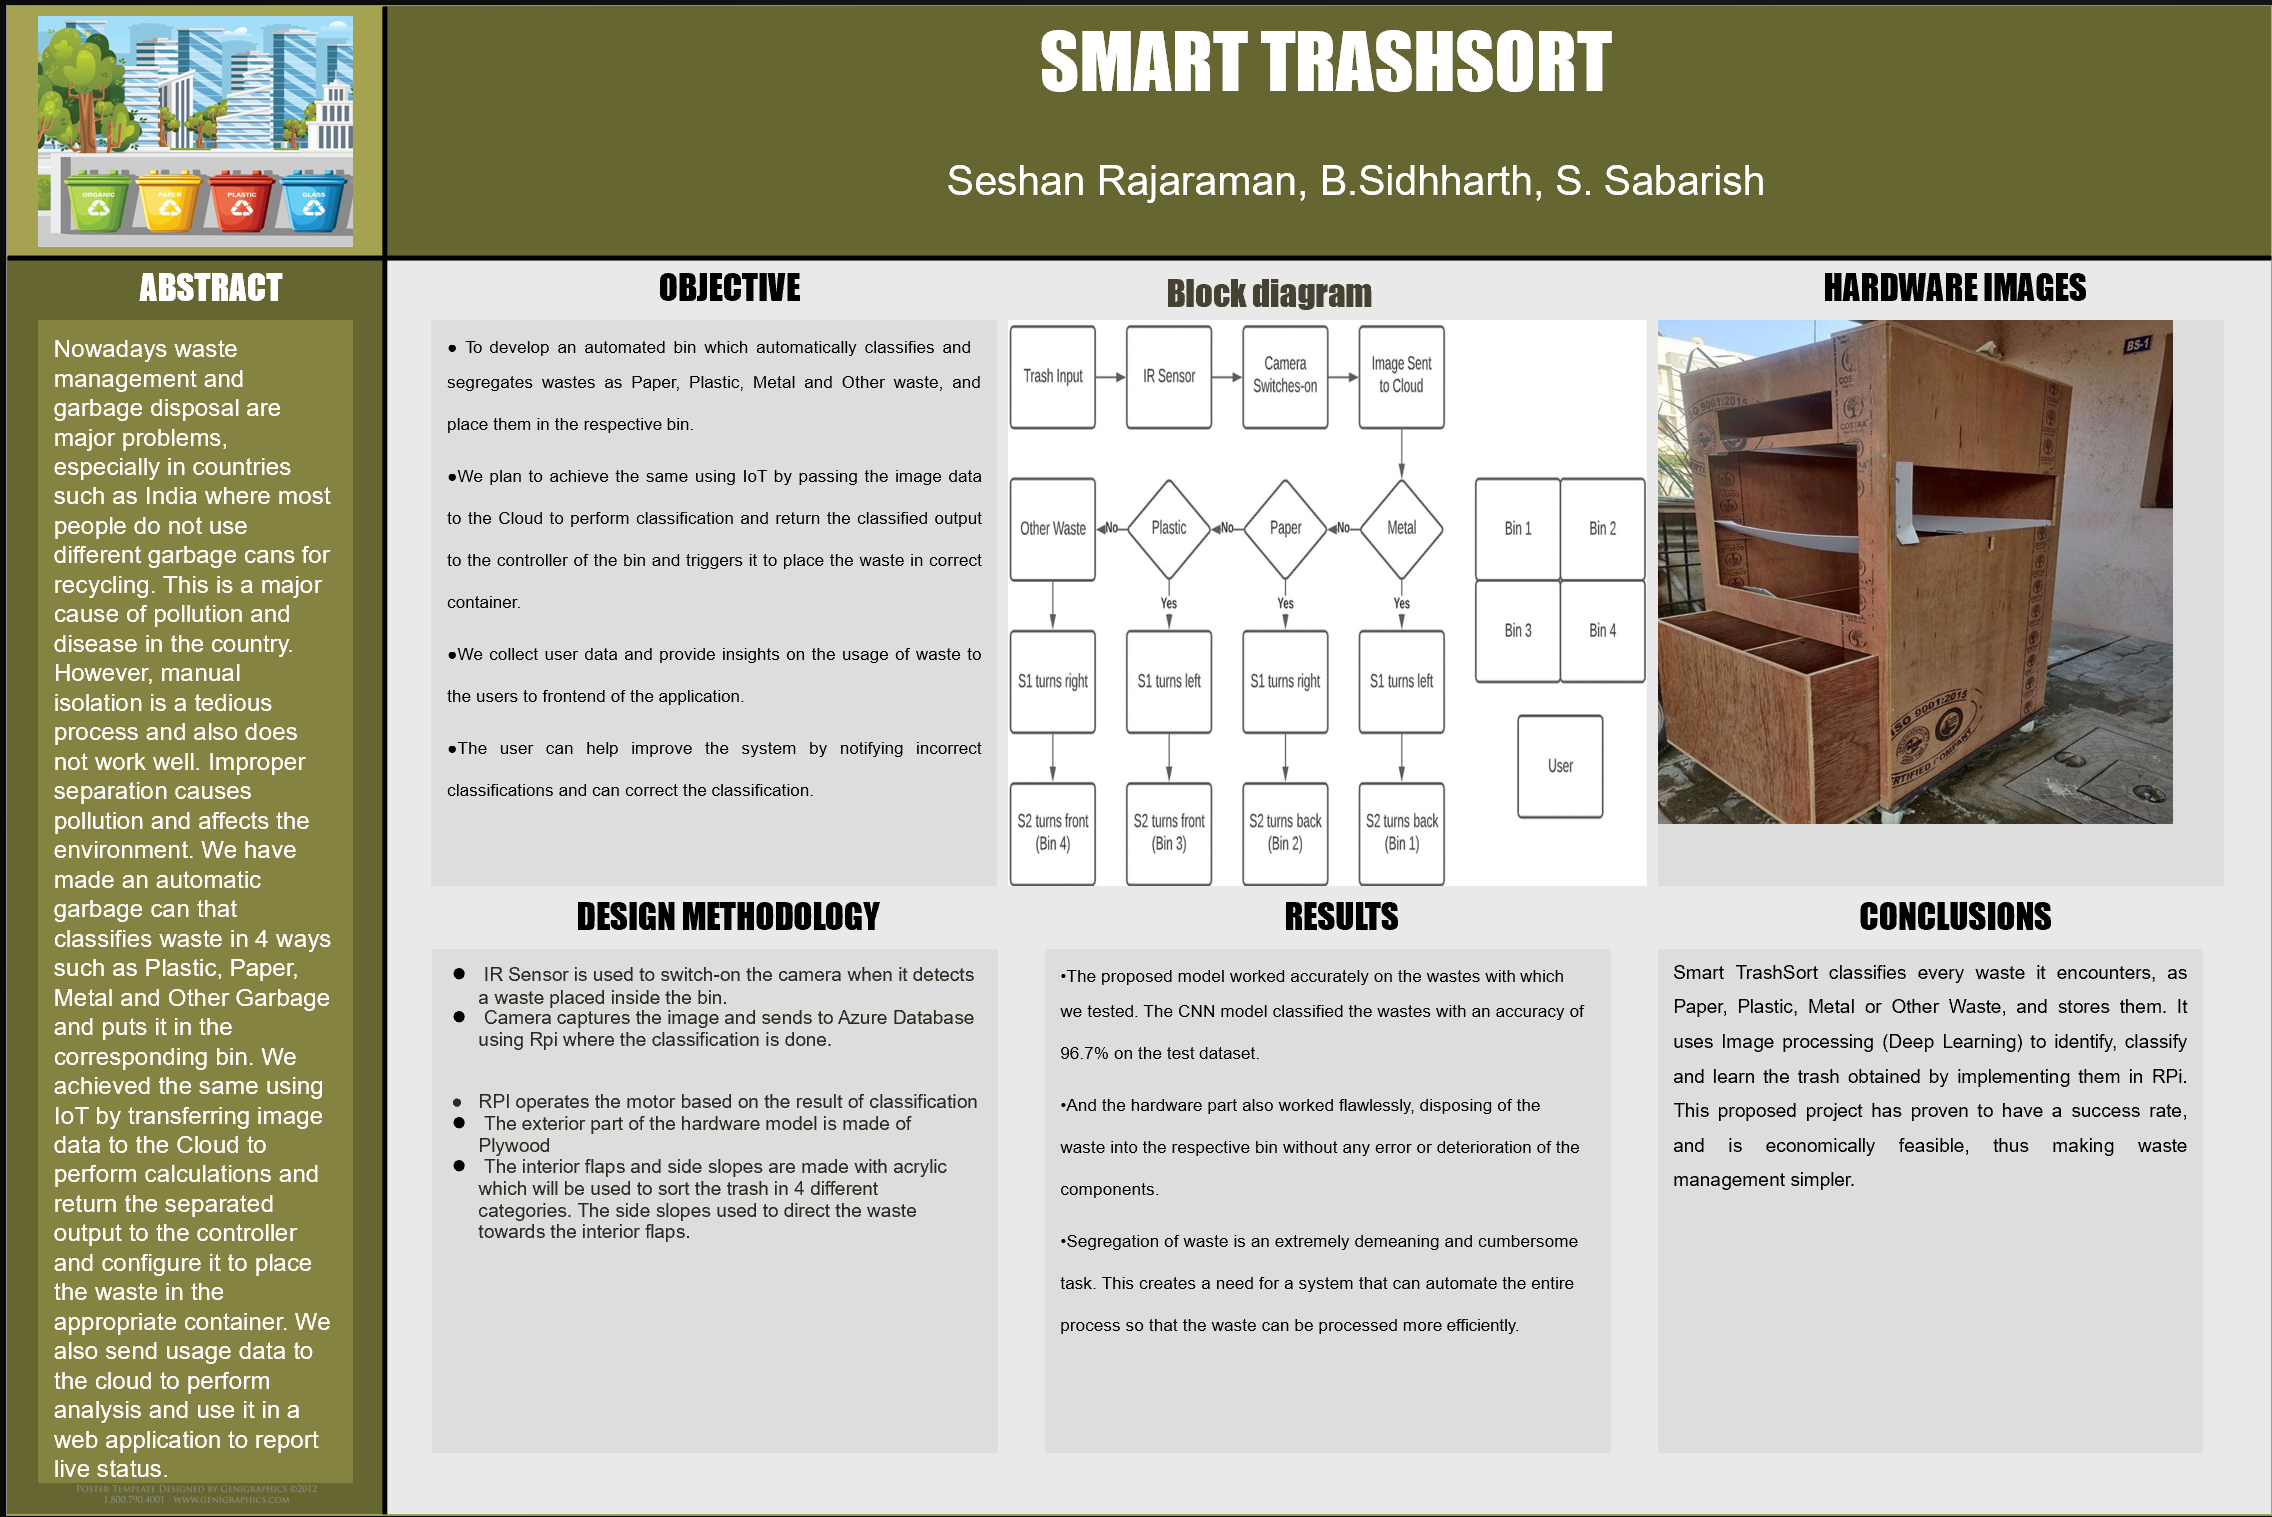 SMART TRASHSORT
Seshan Rajaraman, B.Sidhharth, S. Sabarish
ORGANIC
PAPER
PLASTIC
GLASS
ABSTRACT
Nowadays waste
management and
garbage disposal are
major problems,
especially in countries
such as India where most
people do not use
different garbage cans for
recycling. This is a major
cause of pollution and
disease in the country.
However, manual
isolation is a tedious
process and also does
not work well. Improper
separation causes
pollution and affects the
environment. We have
made an automatic
garbage can that
classifies waste in 4 ways
such as Plastic, Paper,
Metal and Other Garbage
and puts it in the
corresponding bin. We
achieved the same using
IoT by transferring image
data to the Cloud to
perform calculations and
return the separated
output to the controller
and configure it to place
the waste in the
appropriate container. We
also send usage data to
the cloud to perform
analysis and use it in a
web application to report
live status.
POSTER TEMPLATE DESIGNED BY GENIGRAPHICS ©2012
1.800.790.4001 WWW.GENIGRAPHICS.COM
OBJECTIVE
● To develop an automated bin which automatically classifies and
segregates wastes as Paper, Plastic, Metal and Other waste, and
place them in the respective bin.
●We plan to achieve the same using IoT by passing the image data
to the Cloud to perform classification and return the classified output
to the controller of the bin and triggers it to place the waste in correct
container.
●We collect user data and provide insights on the usage of waste to
the users to frontend of the application.
●The user can help improve the system by notifying incorrect
classifications and can correct the classification.
Block diagram
Trash Input
IR Sensor
Camera
Switches-on
Image Sent
to Cloud
Other Waste
No
Plastic
No
Paper
No
Metal
Yes
Yes
Yes
S1 turns right
S1 turns left
S1 turns right
S1 turns left
S2 turns front
(Bin 4)
S2 turns front
(Bin 3)
S2 turns back
(Bin 2)
S2 turns back
(Bin 1)
Bin 1
Bin 2
Bin 3
Bin 4
User
HARDWARE IMAGES
BS-1
ISO 9001:2015
COSTAA
ISO 9001:2015
CERTIFIED COMPANY
DESIGN METHODOLOGY
● IR Sensor is used to switch-on the camera when it detects
a waste placed inside the bin.
● Camera captures the image and sends to Azure Database
using Rpi where the classification is done.
● RPI operates the motor based on the result of classification
● The exterior part of the hardware model is made of
Plywood
● The interior flaps and side slopes are made with acrylic
which will be used to sort the trash in 4 different
categories. The side slopes used to direct the waste
towards the interior flaps.
RESULTS
•The proposed model worked accurately on the wastes with which
we tested. The CNN model classified the wastes with an accuracy of
96.7% on the test dataset.
•And the hardware part also worked flawlessly, disposing of the
waste into the respective bin without any error or deterioration of the
components.
•Segregation of waste is an extremely demeaning and cumbersome
task. This creates a need for a system that can automate the entire
process so that the waste can be processed more efficiently.
CONCLUSIONS
Smart TrashSort classifies every waste it encounters, as
Paper, Plastic, Metal or Other Waste, and stores them. It
uses Image processing (Deep Learning) to identify, classify
and learn the trash obtained by implementing them in RPi.
This proposed project has proven to have a success rate,
and is economically feasible, thus making waste
management simpler.